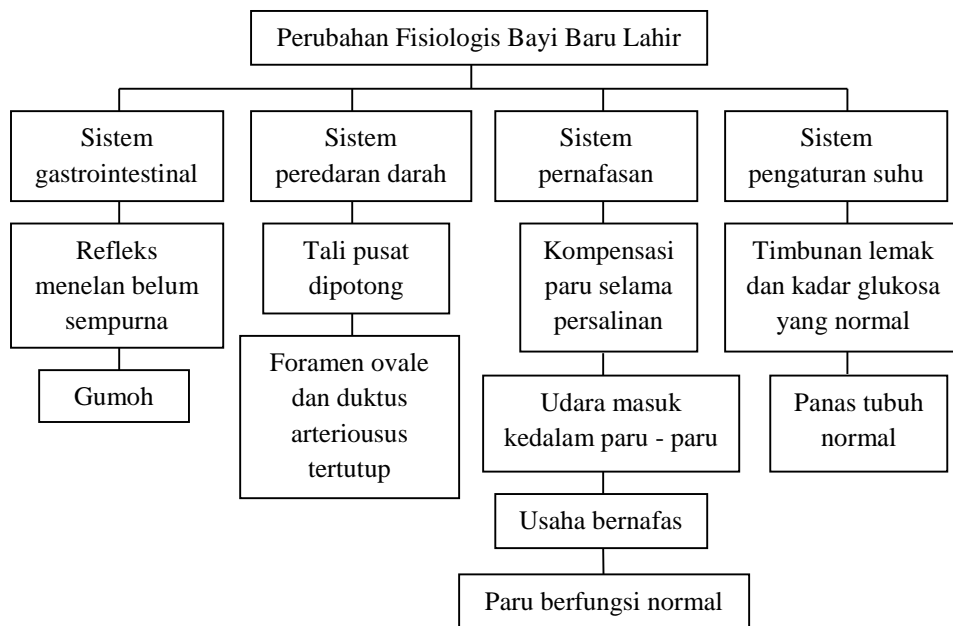 Perubahan Fisiologis Bayi Baru Lahir
Sistem
gastrointestinal
Sistem
peredaran darah
Sistem
pernafasan
Sistem
pengaturan suhu
Refleks
menelan belum
sempurna
Tali pusat
dipotong
Kompensasi
paru selama
persalinan
Timbunan lemak
dan kadar glukosa
yang normal
Gumoh
Foramen ovale
dan duktus
arteriousus
tertutup
Udara masuk
kedalam paru - paru
Panas tubuh
normal
Usaha bernafas
Paru berfungsi normal